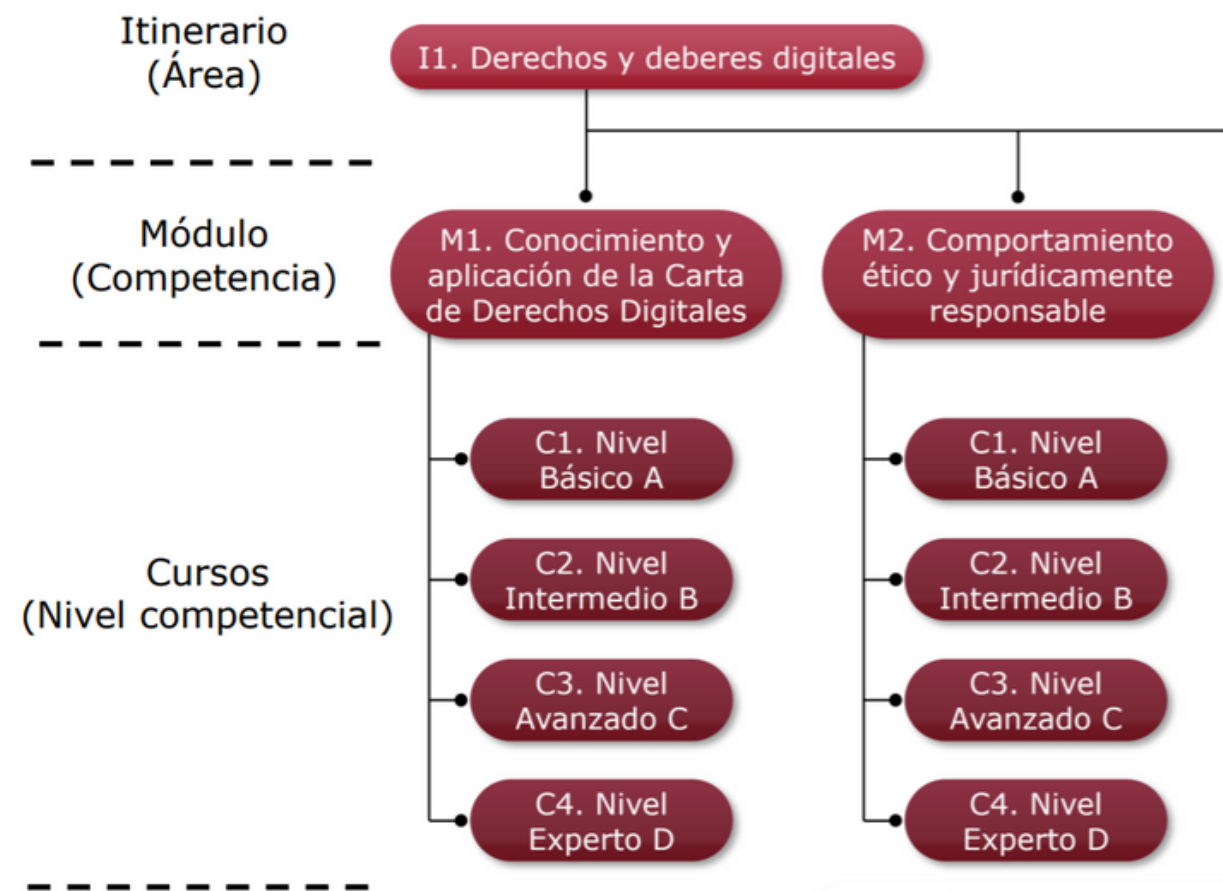 Itinerario
(Área)
I1. Derechos y deberes digitales
Módulo
(Competencia)
M1. Conocimiento y
aplicación de la Carta
de Derechos Digitales
M2. Comportamiento
ético y jurídicamente
responsable
Cursos
(Nivel competencial)
C1. Nivel
Básico A
C2. Nivel
Intermedio B
C3. Nivel
Avanzado C
C4. Nivel
Experto D
C1. Nivel
Básico A
C2. Nivel
Intermedio B
C3. Nivel
Avanzado C
C4. Nivel
Experto D